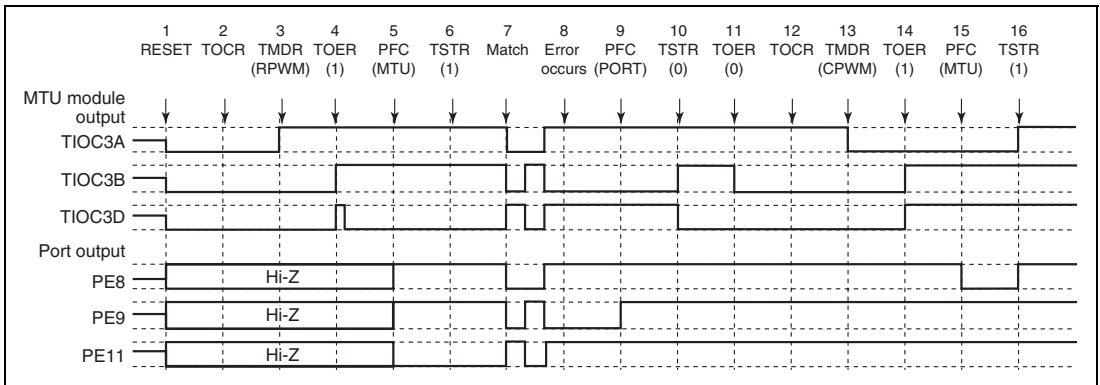 1 2 3 4 5 6 7 8 9 10 11 12 13 14 15 16
RESET TOCR TMDR TOER PFC TSTR Match Error PFC TSTR TOER TOCR TMDR TOER PFC TSTR
(RPWM) (1) (MTU) (1) occurs (PORT) (0) (0) (CPWM) (1) (MTU) (1)
MTU module
output
TIOC3A
TIOC3B
TIOC3D
Port output
PE8 Hi-Z
PE9 Hi-Z
PE11 Hi-Z